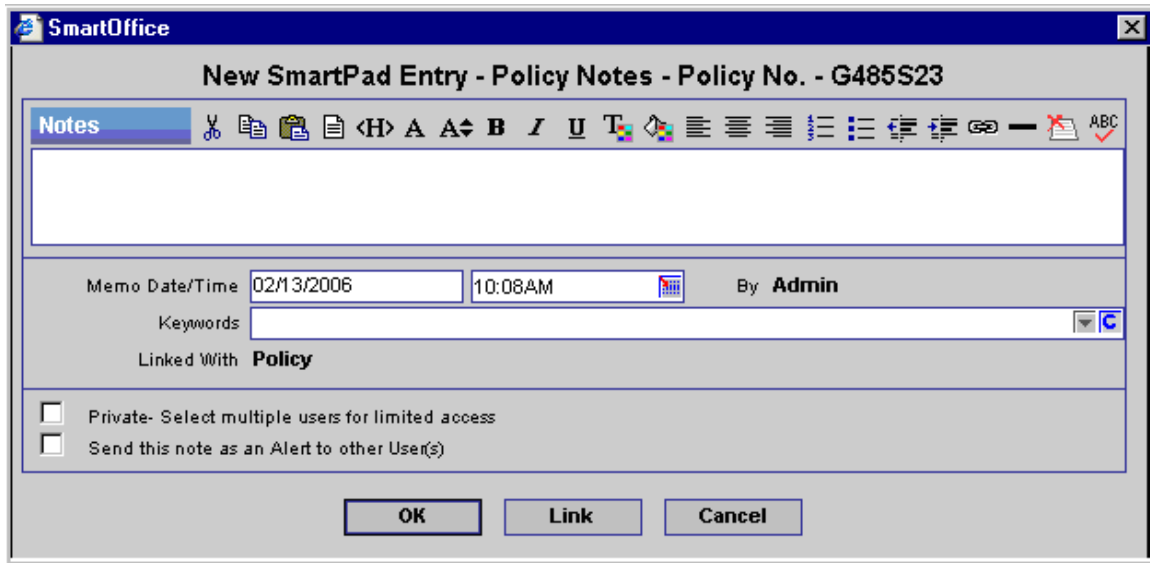 SmartOffice
New SmartPad Entry - Policy Notes - Policy No. - G485S23
Notes <H> A A B I U T ABC
Memo Date/Time 02/13/2006 10:08AM By Admin
Keywords C
Linked With Policy
Private- Select multiple users for limited access
Send this note as an Alert to other User(s)
OK Link Cancel